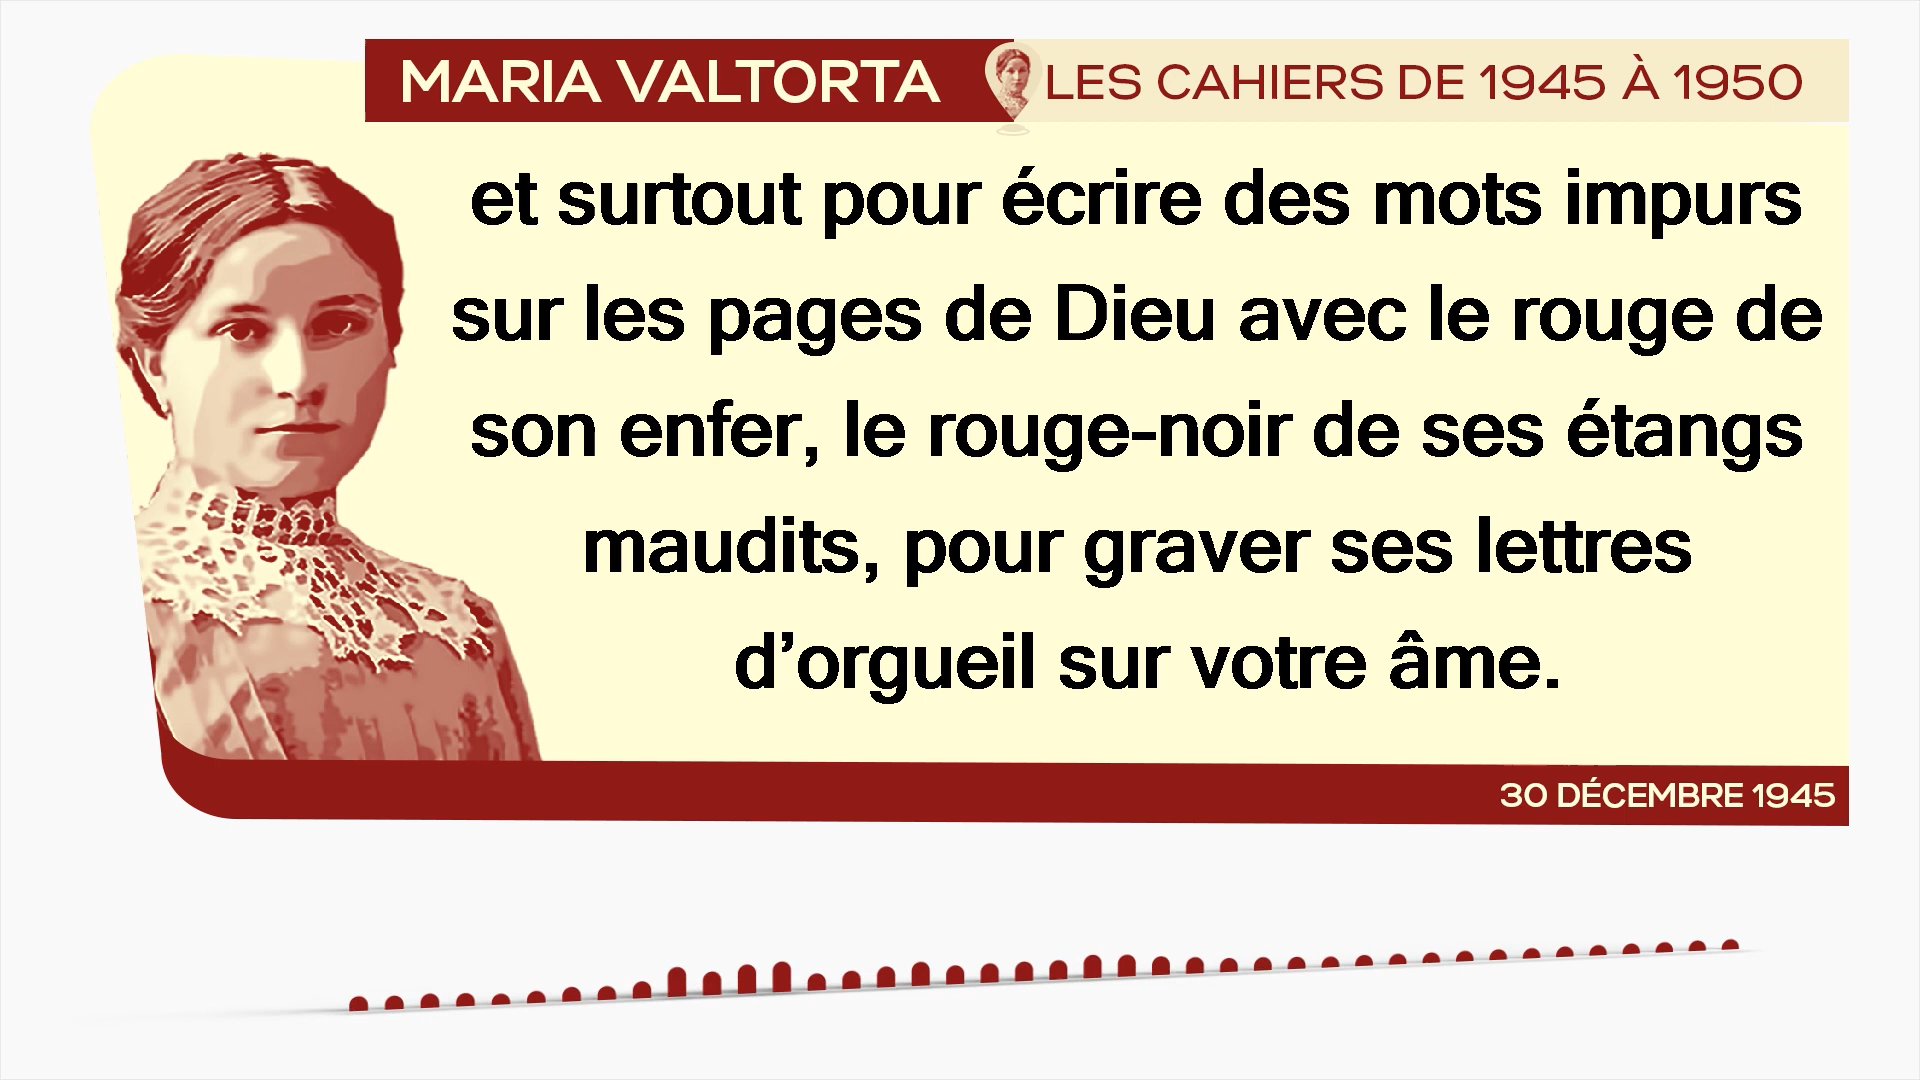 MARIA VALTORTA
LES CAHIERS DE 1945 À 1950
et surtout pour écrire des mots impurs
sur les pages de Dieu avec le rouge de
son enfer, le rouge-noir de ses étangs
maudits, pour graver ses lettres
d’orgueil sur votre âme.
30 DÉCEMBRE 1945